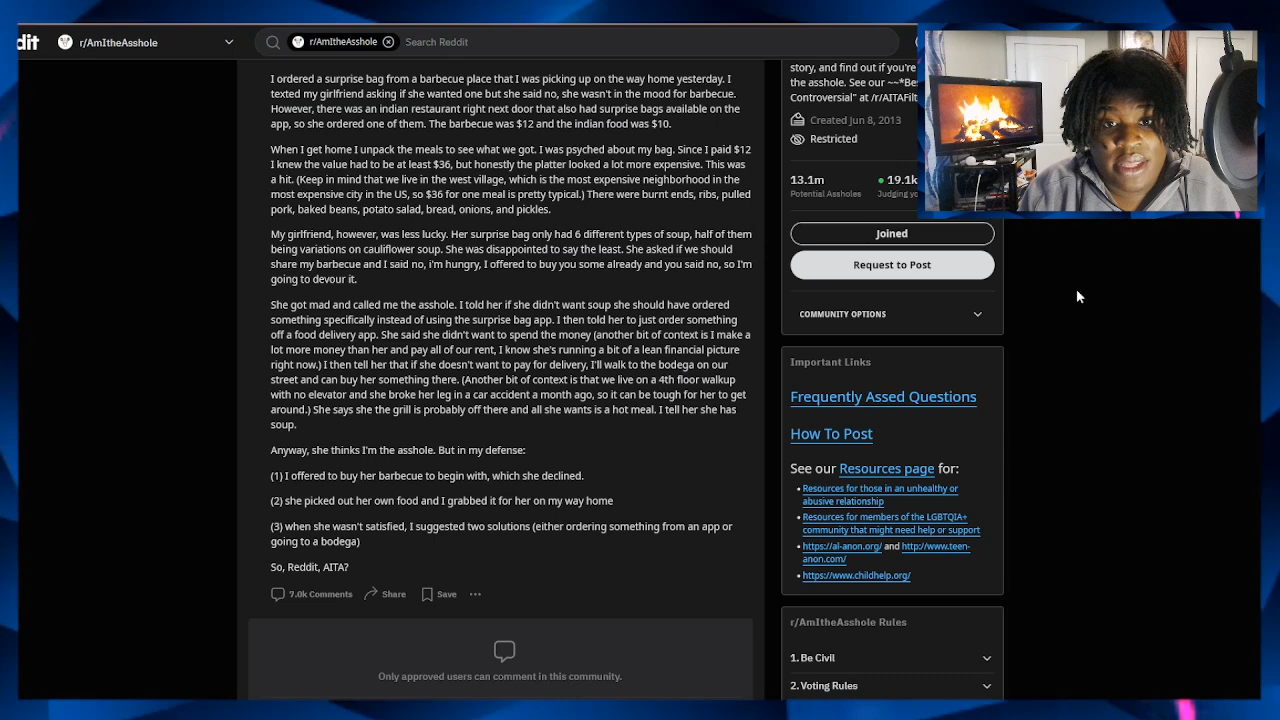 dit
r/AmItheAsshole
r/AmItheAsshole
Search Reddit
I ordered a surprise bag from a barbecue place that I was picking up on the way home yesterday. I
texted my girlfriend asking if she wanted one but she said no, she wasn't in the mood for barbecue.
However, there was an indian restaurant right next door that also had surprise bags available on the
app, so she ordered one of them. The barbecue was $12 and the indian food was $10.
When I get home I unpack the meals to see what we got. I was psyched about my bag. Since I paid $12
I knew the value had to be at least $36, but honestly the platter looked a lot more expensive. This was
a hit. (Keep in mind that we live in the west village, which is the most expensive neighborhood in the
most expensive city in the US, so $36 for one meal is pretty typical.) There were burnt ends, ribs, pulled
pork, baked beans, potato salad, bread, onions, and pickles.
My girlfriend, however, was less lucky. Her surprise bag only had 6 different types of soup, half of them
being variations on cauliflower soup. She was disappointed to say the least. She asked if we should
share my barbecue and I said no, i'm hungry, I offered to buy you some already and you said no, so I'm
going to devour it.
She got mad and called me the asshole. I told her if she didn't want soup she should have ordered
something specifically instead of using the surprise bag app. I then told her to just order something
off a food delivery app. She said she didn't want to spend the money (another bit of context is I make a
lot more money than her and pay all of our rent, I know she's running a bit of a lean financial picture
right now.) I then tell her that if she doesn't want to pay for delivery, I'll walk to the bodega on our
street and can buy her something there. (Another bit of context is that we live on a 4th floor walkup
with no elevator and she broke her leg in a car accident a month ago, so it can be tough for her to get
around.) She says she the grill is probably off there and all she wants is a hot meal. I tell her she has
soup.
Anyway, she thinks I'm the asshole. But in my defense:
(1) I offered to buy her barbecue to begin with, which she declined.
(2) she picked out her own food and I grabbed it for her on my way home
(3) when she wasn't satisfied, I suggested two solutions (either ordering something from an app or
going to a bodega)
So, Reddit, AITA?
7.0k Comments Share Save
Only approved users can comment in this community.
story, and find out if you're
the asshole. See our ~~*Be
Controversial" at /r/AITAFilt
Created Jun 8, 2013
Restricted
13.1m 19.1k
Potential Assholes Judging yo
Joined
Request to Post
COMMUNITY OPTIONS
Important Links
Frequently Assed Questions
How To Post
See our Resources page for:
• Resources for those in an unhealthy or
abusive relationship
• Resources for members of the LGBTQIA+
community that might need help or support
• https://al-anon.org/ and http://www.teen-
anon.com/
• https://www.childhelp.org/
r/AmItheAsshole Rules
1. Be Civil
2. Voting Rules